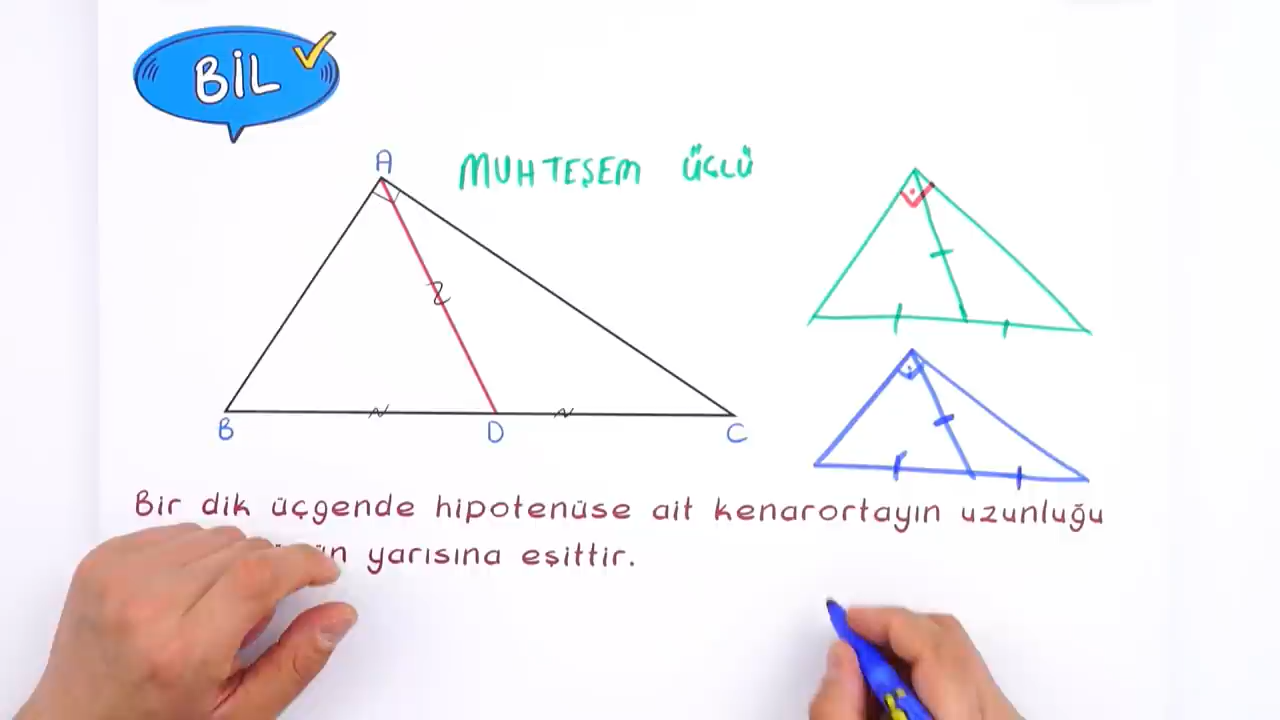 BİL
A
MUHTEŞEM ÜÇLÜ
B
D
C
Bir dik üçgende hipotenüse ait kenarortayın uzunluğu
yarısına eşittir.